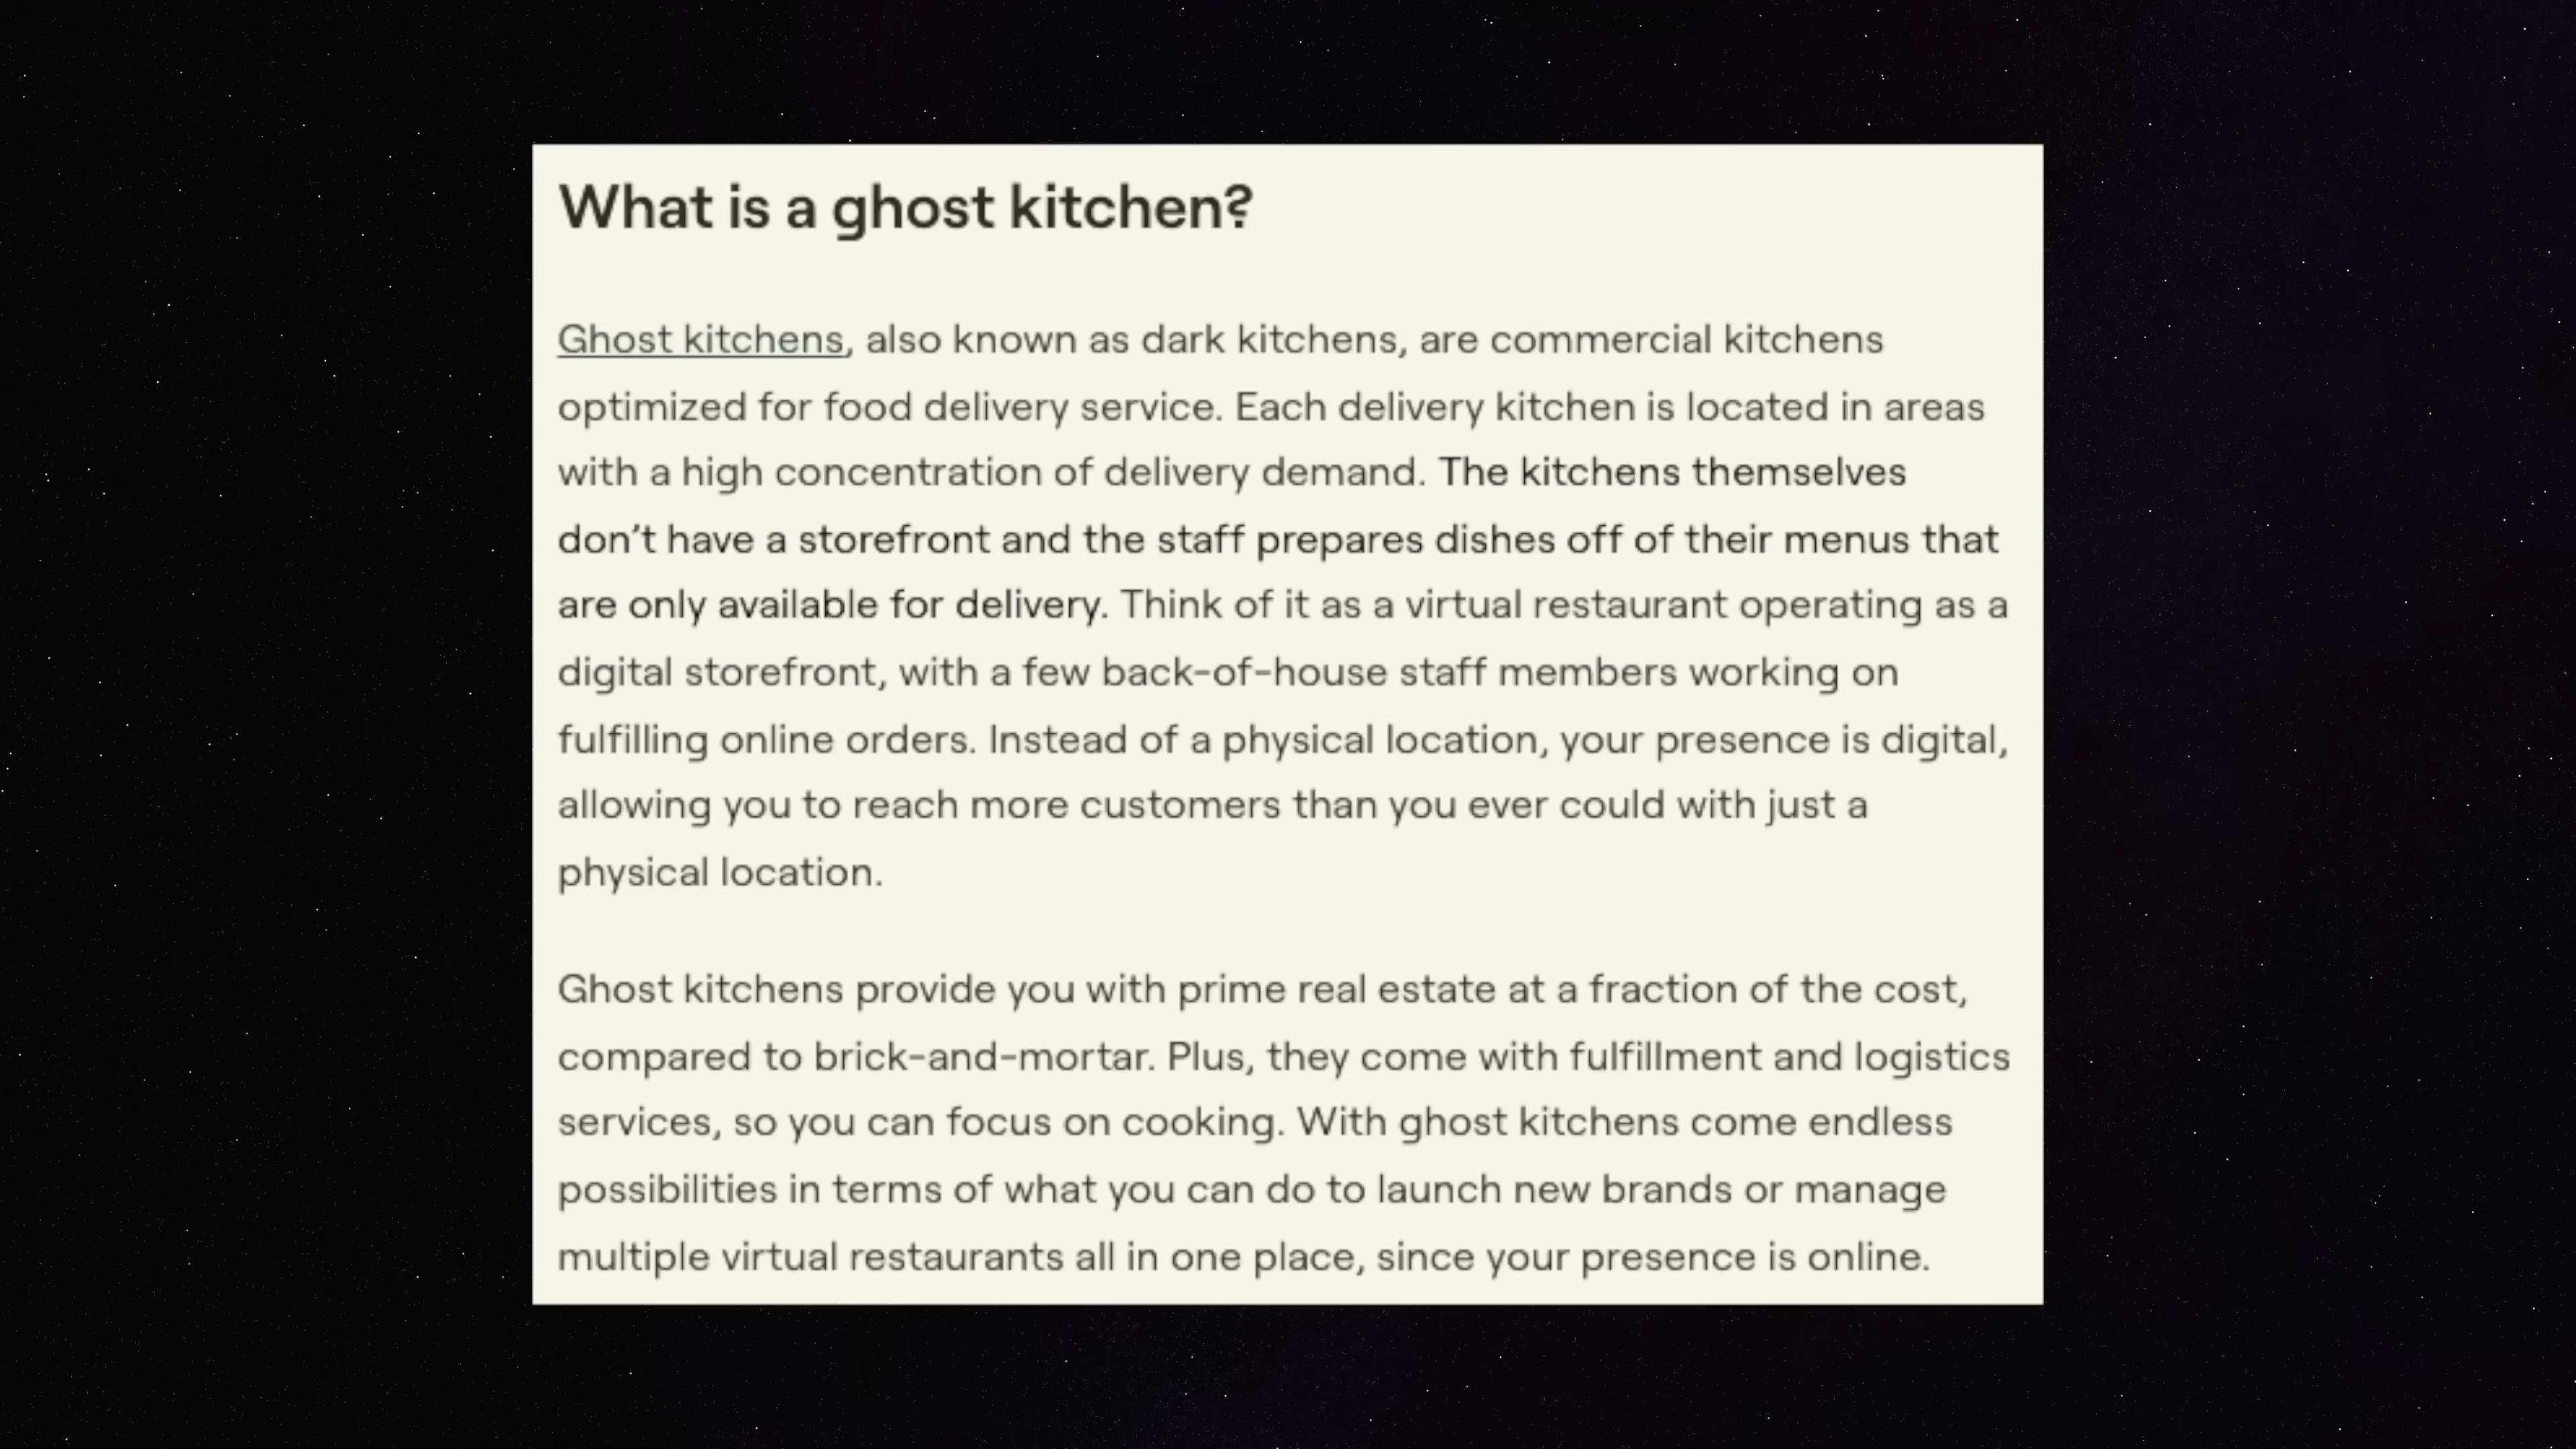 What is a ghost kitchen?
Ghost kitchens, also known as dark kitchens, are commercial kitchens
optimized for food delivery service. Each delivery kitchen is located in areas
with a high concentration of delivery demand. The kitchens themselves
don’t have a storefront and the staff prepares dishes off of their menus that
are only available for delivery. Think of it as a virtual restaurant operating as a
digital storefront, with a few back-of-house staff members working on
fulfilling online orders. Instead of a physical location, your presence is digital,
allowing you to reach more customers than you ever could with just a
physical location.
Ghost kitchens provide you with prime real estate at a fraction of the cost,
compared to brick-and-mortar. Plus, they come with fulfillment and logistics
services, so you can focus on cooking. With ghost kitchens come endless
possibilities in terms of what you can do to launch new brands or manage
multiple virtual restaurants all in one place, since your presence is online.